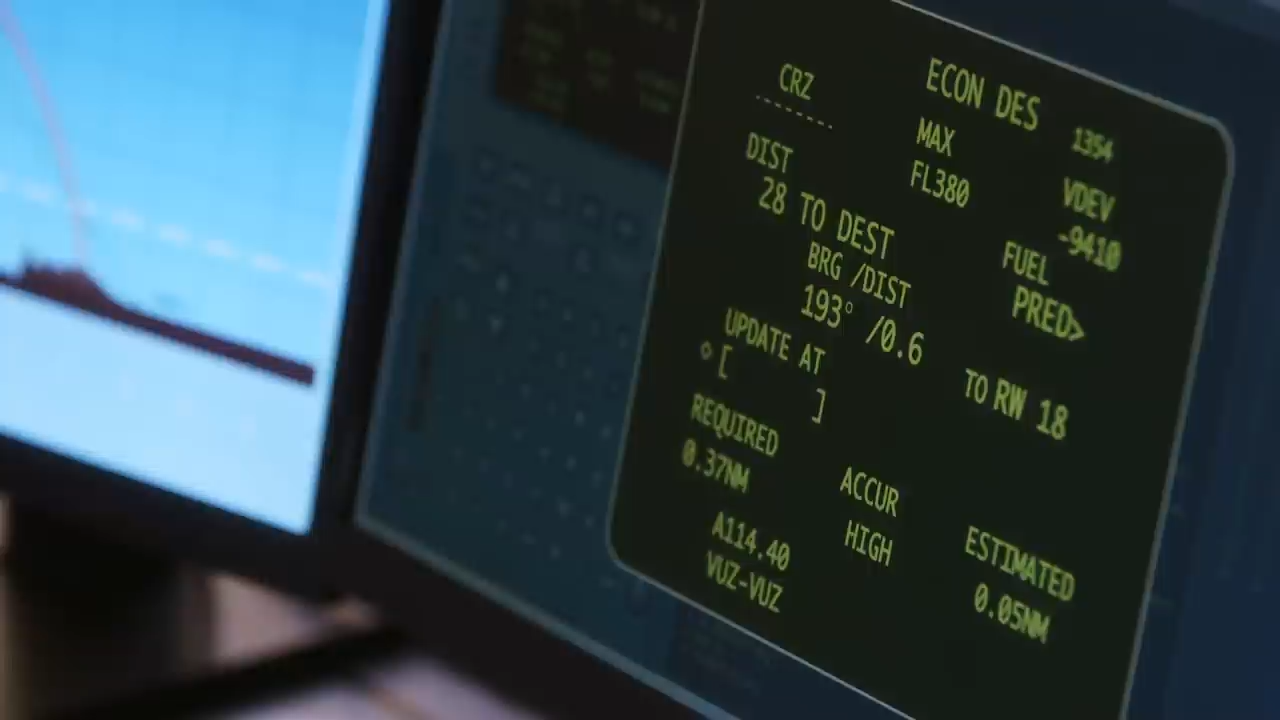 ECON DES 1354
CRZ MAX VDEV
------- FL380 -9410
DIST FUEL
28 TO DEST PRED>
BRG /DIST
193° /0.6 TO RW 18
UPDATE AT
[ ]
REQUIRED ACCUR ESTIMATED
0.37NM HIGH 0.05NM
A114.40
VUZ-VUZ